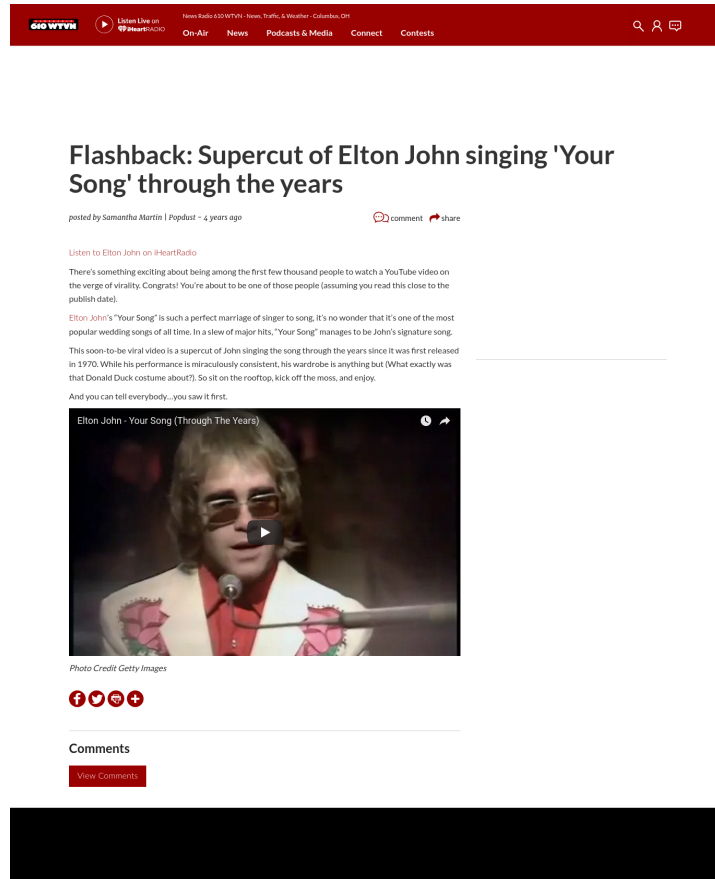 610 WTVN
Listen Live on
iHeartRADIO
News Radio 610 WTVN - News, Traffic, & Weather - Columbus, OH
On-Air News Podcasts & Media Connect Contests
Flashback: Supercut of Elton John singing 'Your
Song' through the years
posted by Samantha Martin | Popdust - 4 years ago
comment share
Listen to Elton John on iHeartRadio
There's something exciting about being among the first few thousand people to watch a YouTube video on
the verge of virality. Congrats! You're about to be one of those people (assuming you read this close to the
publish date).
Elton John's "Your Song" is such a perfect marriage of singer to song, it's no wonder that it's one of the most
popular wedding songs of all time. In a slew of major hits, "Your Song" manages to be John's signature song.
This soon-to-be viral video is a supercut of John singing the song through the years since it was first released
in 1970. While his performance is miraculously consistent, his wardrobe is anything but (What exactly was
that Donald Duck costume about?). So sit on the rooftop, kick off the moss, and enjoy.
And you can tell everybody…you saw it first.
Elton John - Your Song (Through The Years)
Photo Credit Getty Images
Comments
View Comments